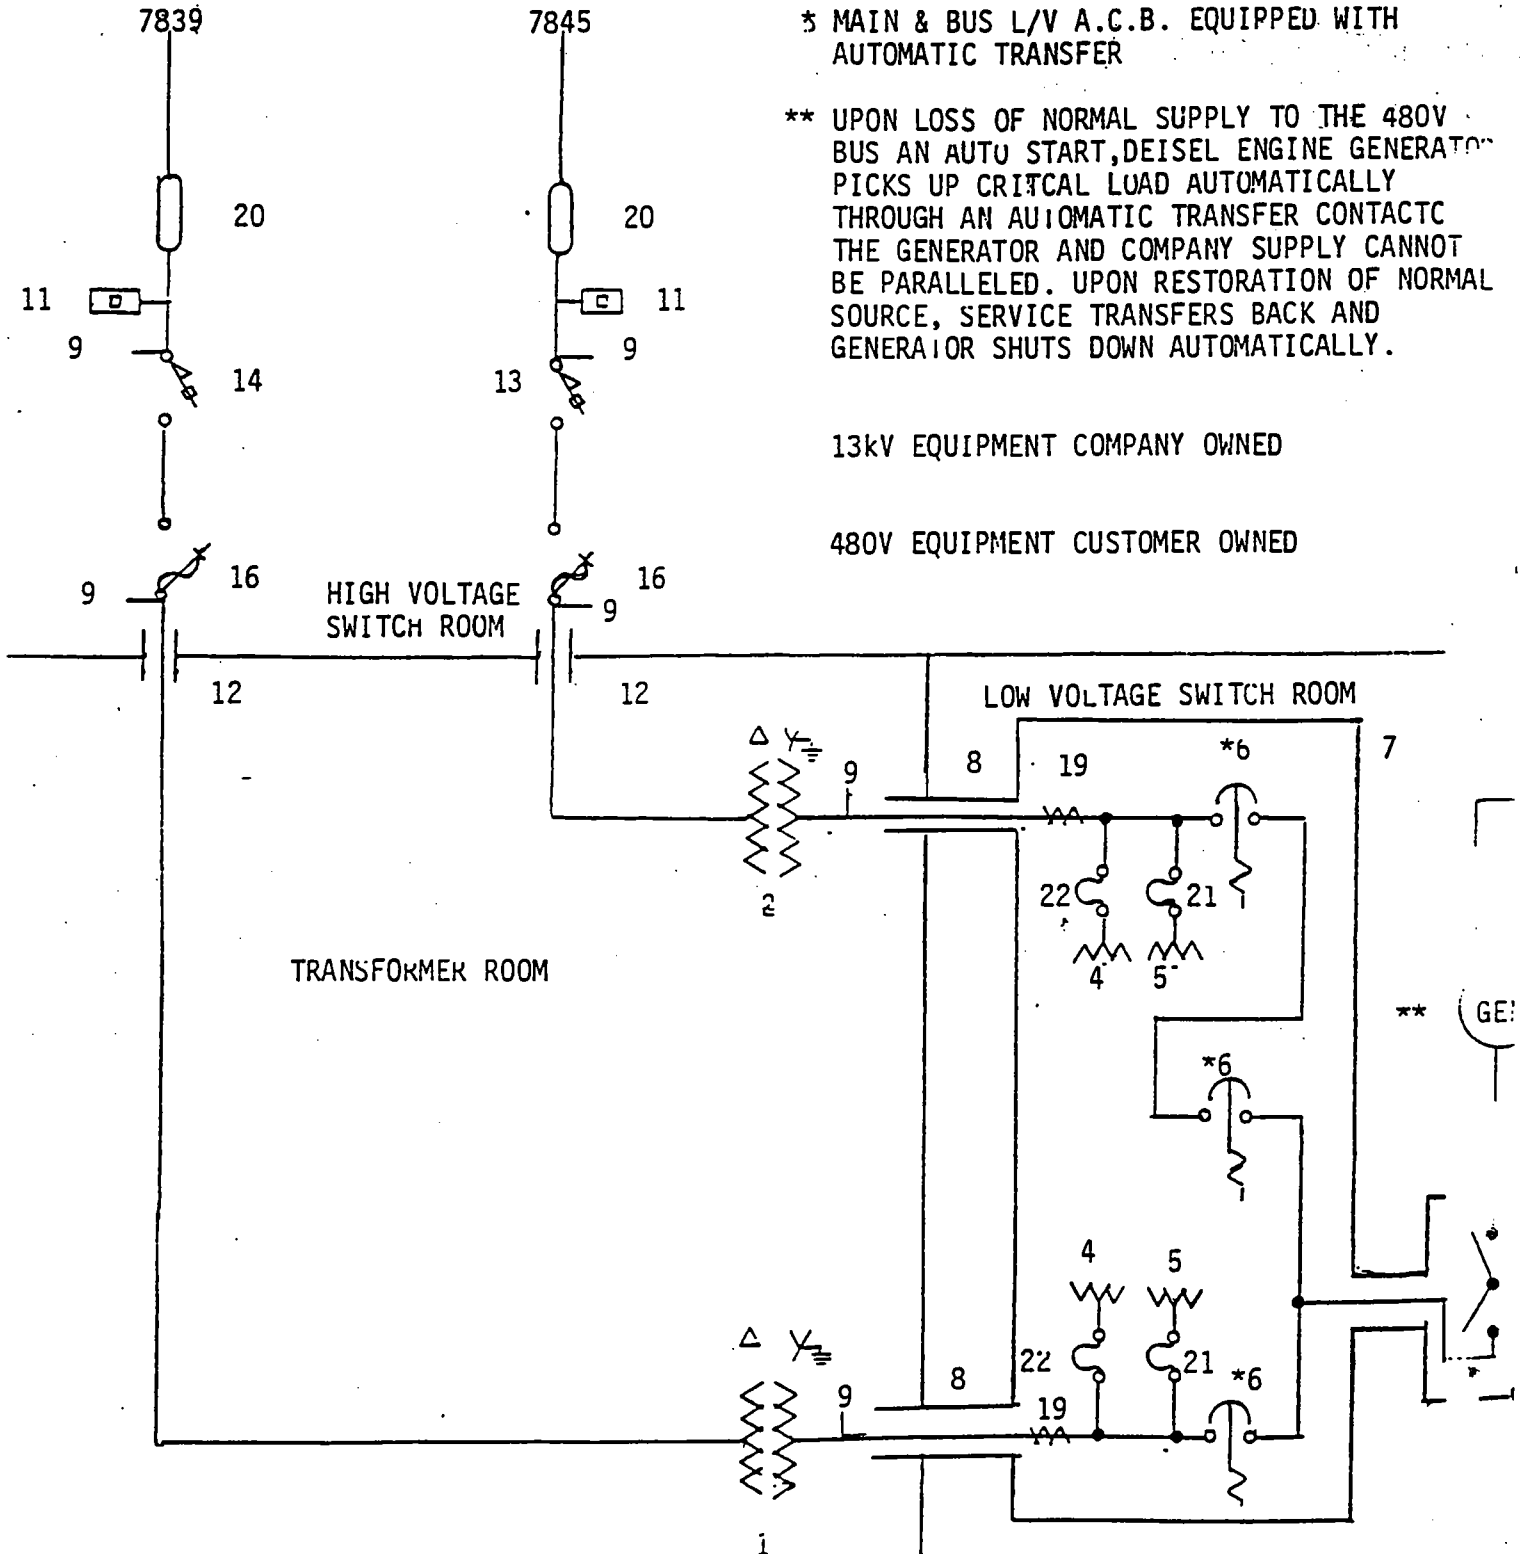 7839
7845
* MAIN & BUS L/V A.C.B. EQUIPPED WITH
AUTOMATIC TRANSFER
** UPON LOSS OF NORMAL SUPPLY TO THE 480V
BUS AN AUTO START,DEISEL ENGINE GENERATOR
PICKS UP CRITCAL LOAD AUTOMATICALLY
THROUGH AN AUTOMATIC TRANSFER CONTACTC
THE GENERATOR AND COMPANY SUPPLY CANNOT
BE PARALLELED. UPON RESTORATION OF NORMAL
SOURCE, SERVICE TRANSFERS BACK AND
GENERATOR SHUTS DOWN AUTOMATICALLY.
20
20
11
11
9
9
14
13
13kV EQUIPMENT COMPANY OWNED
480V EQUIPMENT CUSTOMER OWNED
16
16
9
9
HIGH VOLTAGE
SWITCH ROOM
12
12
LOW VOLTAGE SWITCH ROOM
Δ Y
9
8
19
*6
7
22
21
2
4
5
TRANSFORMER ROOM
**
*6
4
5
Δ Y
22
21
*6
9
8
19
1